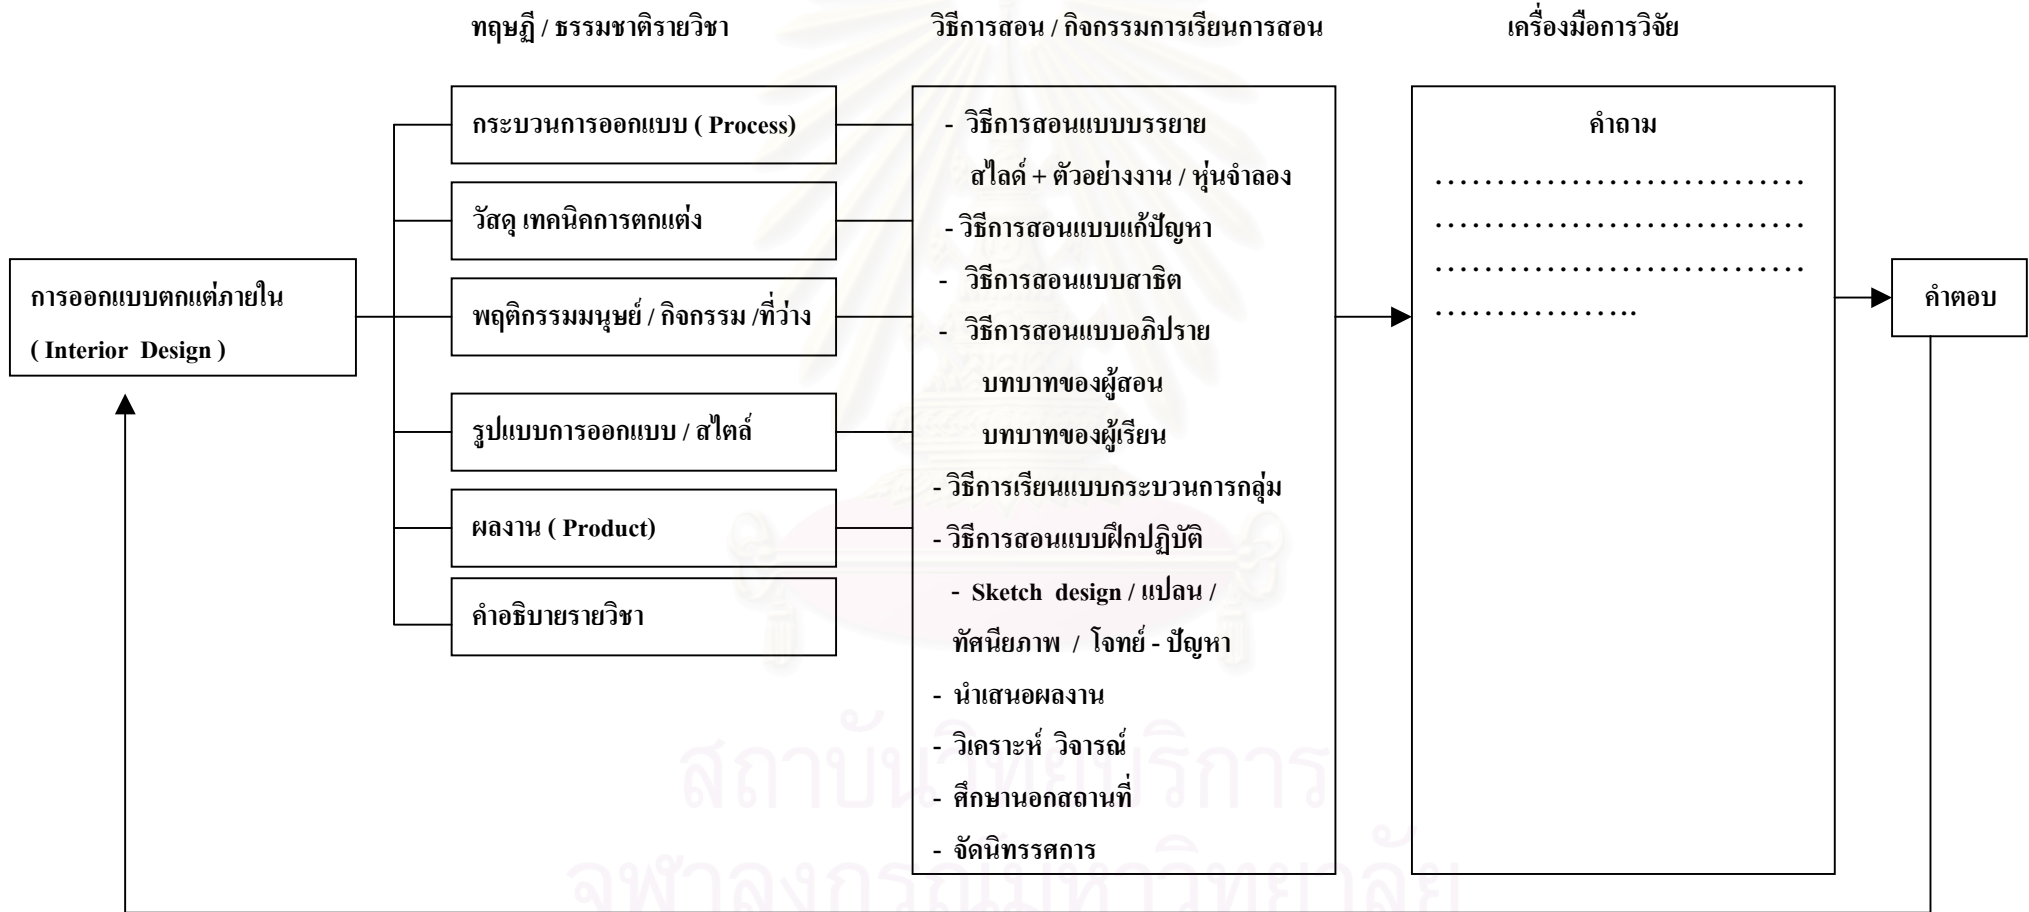 ทฤษฎี / ธรรมชาติรายวิชา
วิธีการสอน / กิจกรรมการเรียนการสอน
เครื่องมือการวิจัย
การออกแบบตกแต่ภายใน
( Interior Design )
กระบวนการออกแบบ ( Process)
วัสดุ เทคนิคการตกแต่ง
พฤติกรรมมนุษย์ / กิจกรรม /ที่ว่าง
รูปแบบการออกแบบ / สไตล์
ผลงาน ( Product)
คำอธิบายรายวิชา
- วิธีการสอนแบบบรรยาย
สไลด์ + ตัวอย่างงาน / หุ่นจำลอง
- วิธีการสอนแบบแก้ปัญหา
- วิธีการสอนแบบสาธิต
- วิธีการสอนแบบอภิปราย
บทบาทของผู้สอน
บทบาทของผู้เรียน
- วิธีการเรียนแบบกระบวนการกลุ่ม
- วิธีการสอนแบบฝึกปฏิบัติ
- Sketch design / แปลน /
ทัศนียภาพ / โจทย์ - ปัญหา
- นำเสนอผลงาน
- วิเคราะห์ วิจารณ์
- ศึกษานอกสถานที่
- จัดนิทรรศการ
คำถาม
…………………………
…………………………
…………………………
……………..
คำตอบ
สถาบันวิทยบริการ
จุฬาลงกรณ์มหาวิทยาลัย